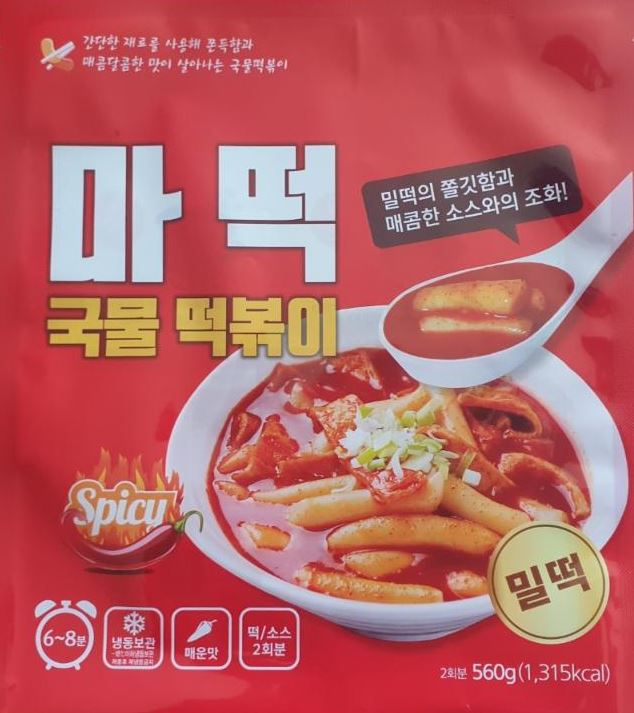 간단한 재료를 사용해 쫀득함과
매콤달콤한 맛이 살아나는 국물떡볶이
마떡
밀떡의 쫄깃함과
매콤한 소스와의 조화!
국물 떡볶이
Spicy
밀떡
6~8분
냉동보관
매운맛
떡/소스
2회분
2회분 560g(1,315kcal)